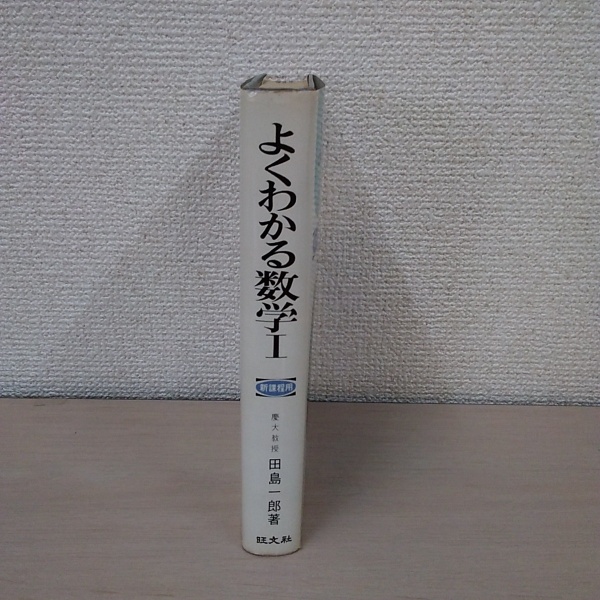 よくわかる数学I
新課程用
慶大教授
田島一郎著
旺文社